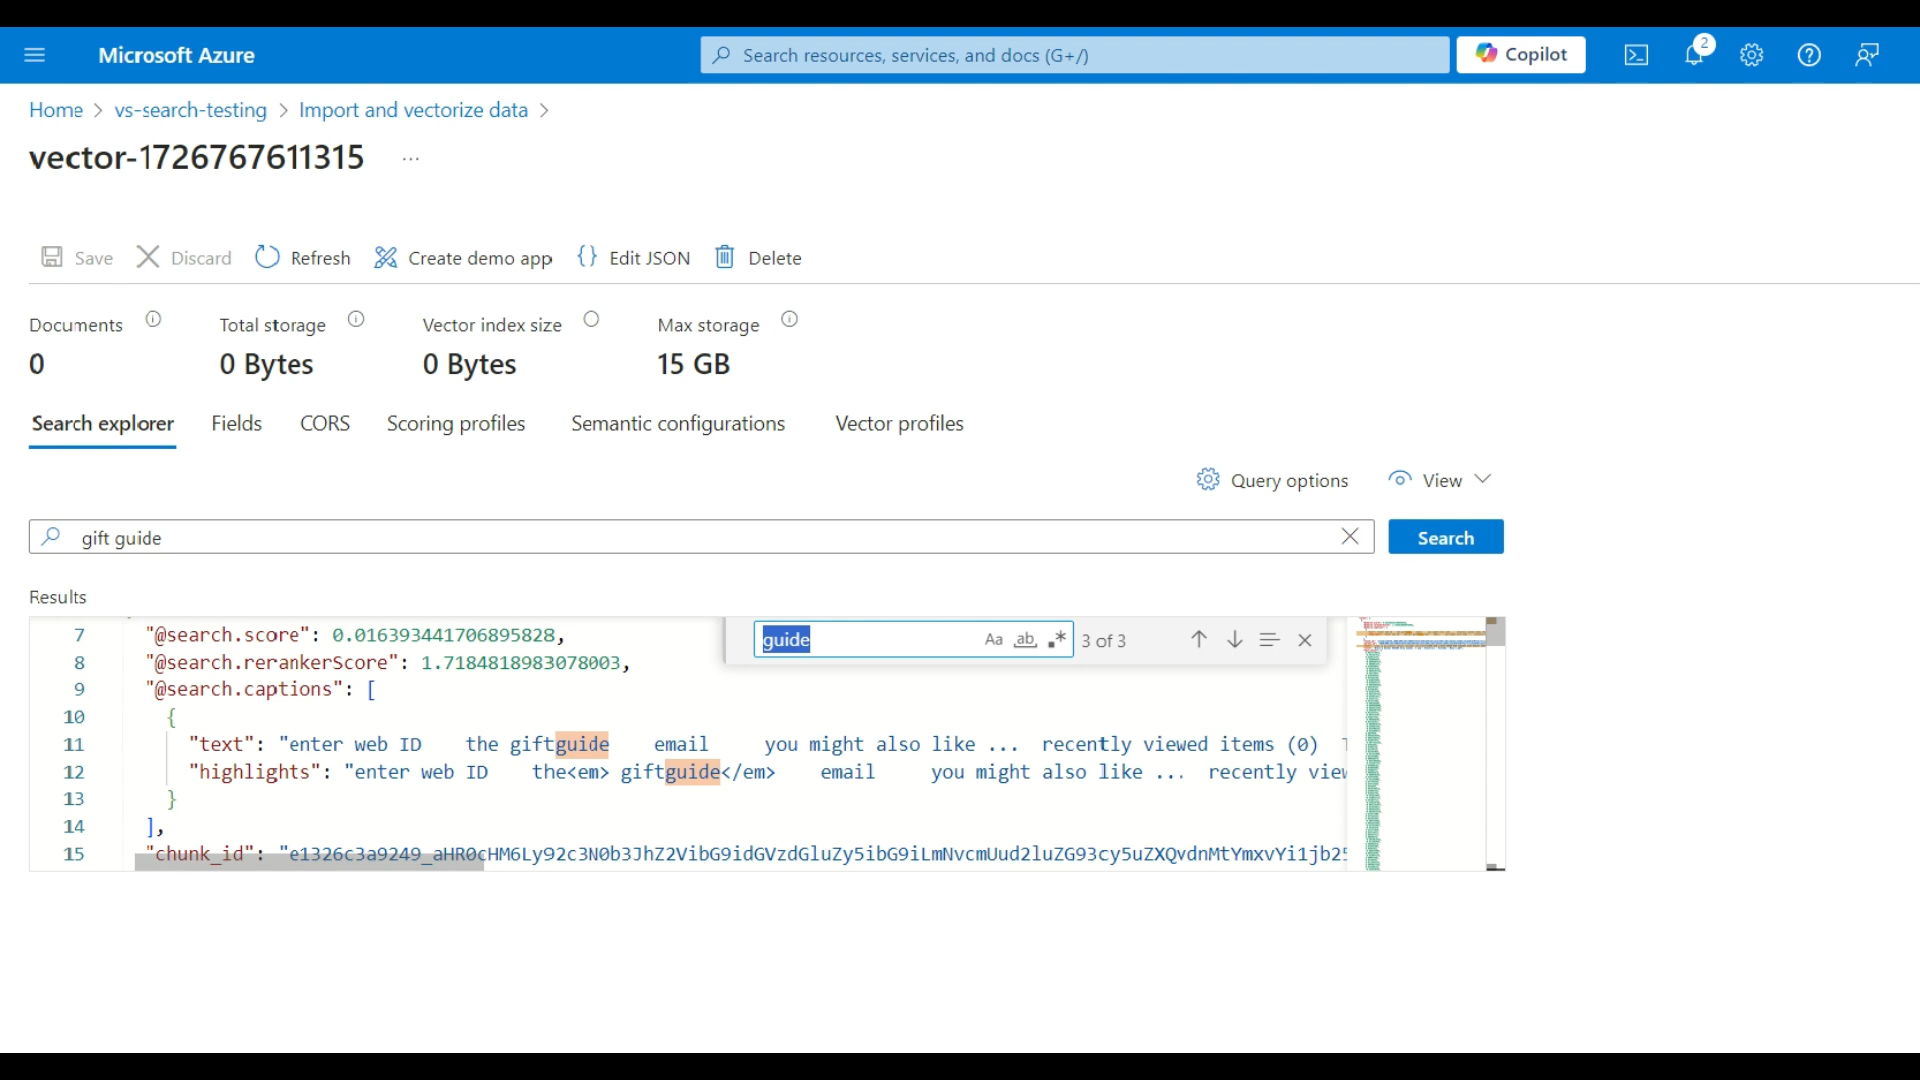 Microsoft Azure
Search resources, services, and docs (G+/)
Copilot
2
Home > vs-search-testing > Import and vectorize data >
vector-1726767611315 ...
Save Discard Refresh Create demo app {} Edit JSON Delete
Documents Total storage Vector index size Max storage
0 0 Bytes 0 Bytes 15 GB
Search explorer Fields CORS Scoring profiles Semantic configurations Vector profiles
Query options View
gift guide Search
Results
guide Aa ab 3 of 3
7 "@search.score": 0.016393441706895828,
8 "@search.rerankerScore": 1.7184818983078003,
9 "@search.captions": [
10 {
11 "text": "enter web ID the giftguide email you might also like ... recently viewed items (0)
12 "highlights": "enter web ID the<em> giftguide</em> email you might also like ... recently view
13 }
14 ],
15 "chunk_id": "e1326c3a9249_aHR0cHM6Ly92c3N0b3JhZ2VibG9idGVzdGluZy5ibG9iLmNvcmUud2luZG93cy5uZXQvdnMtYmxvYi1jb25